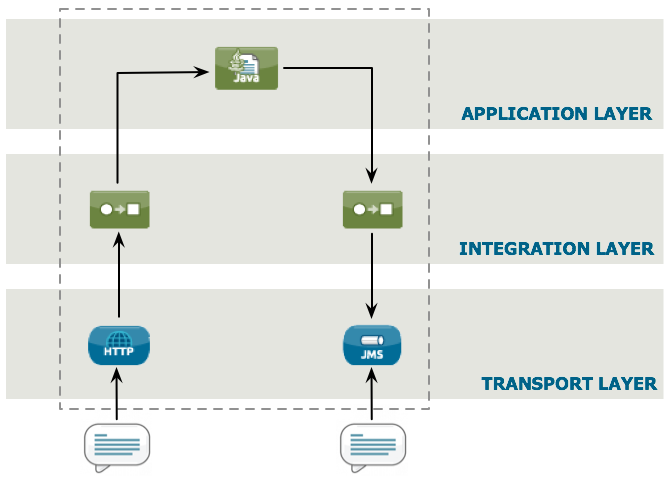 Java
APPLICATION LAYER
INTEGRATION LAYER
HTTP
JMS
TRANSPORT LAYER